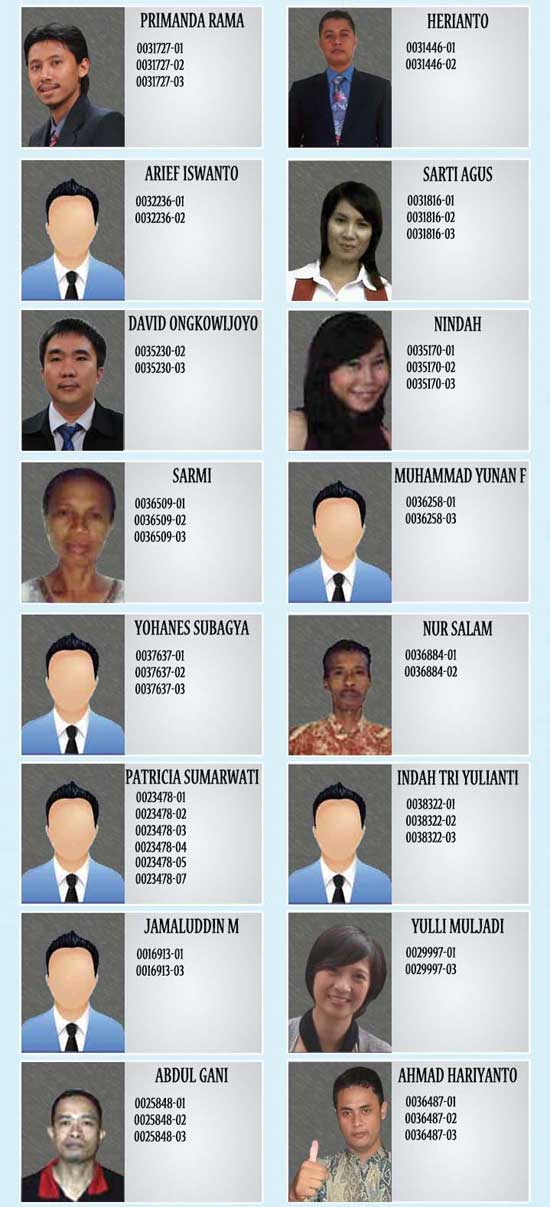 PRIMANDA RAMA
0031727-01
0031727-02
0031727-03
HERIANTO
0031446-01
0031446-02
ARIEF ISWANTO
0032236-01
0032236-02
SARTI AGUS
0031816-01
0031816-02
0031816-03
DAVID ONGKOWIJOYO
0035230-02
0035230-03
NINDAH
0035170-01
0035170-02
0035170-03
SARMI
0036509-01
0036509-02
0036509-03
MUHAMMAD YUNAN F
0036258-01
0036258-03
YOHANES SUBAGYA
0037637-01
0037637-02
0037637-03
NUR SALAM
0036884-01
0036884-02
PATRICIA SUMARWATI
0023478-01
0023478-02
0023478-03
0023478-04
0023478-05
0023478-07
INDAH TRI YULIANTI
0038322-01
0038322-02
0038322-03
JAMALUDDIN M
0016913-01
0016913-03
YULLI MULJADI
0029997-01
0029997-03
ABDUL GANI
0025848-01
0025848-02
0025848-03
AHMAD HARIYANTO
0036487-01
0036487-02
0036487-03